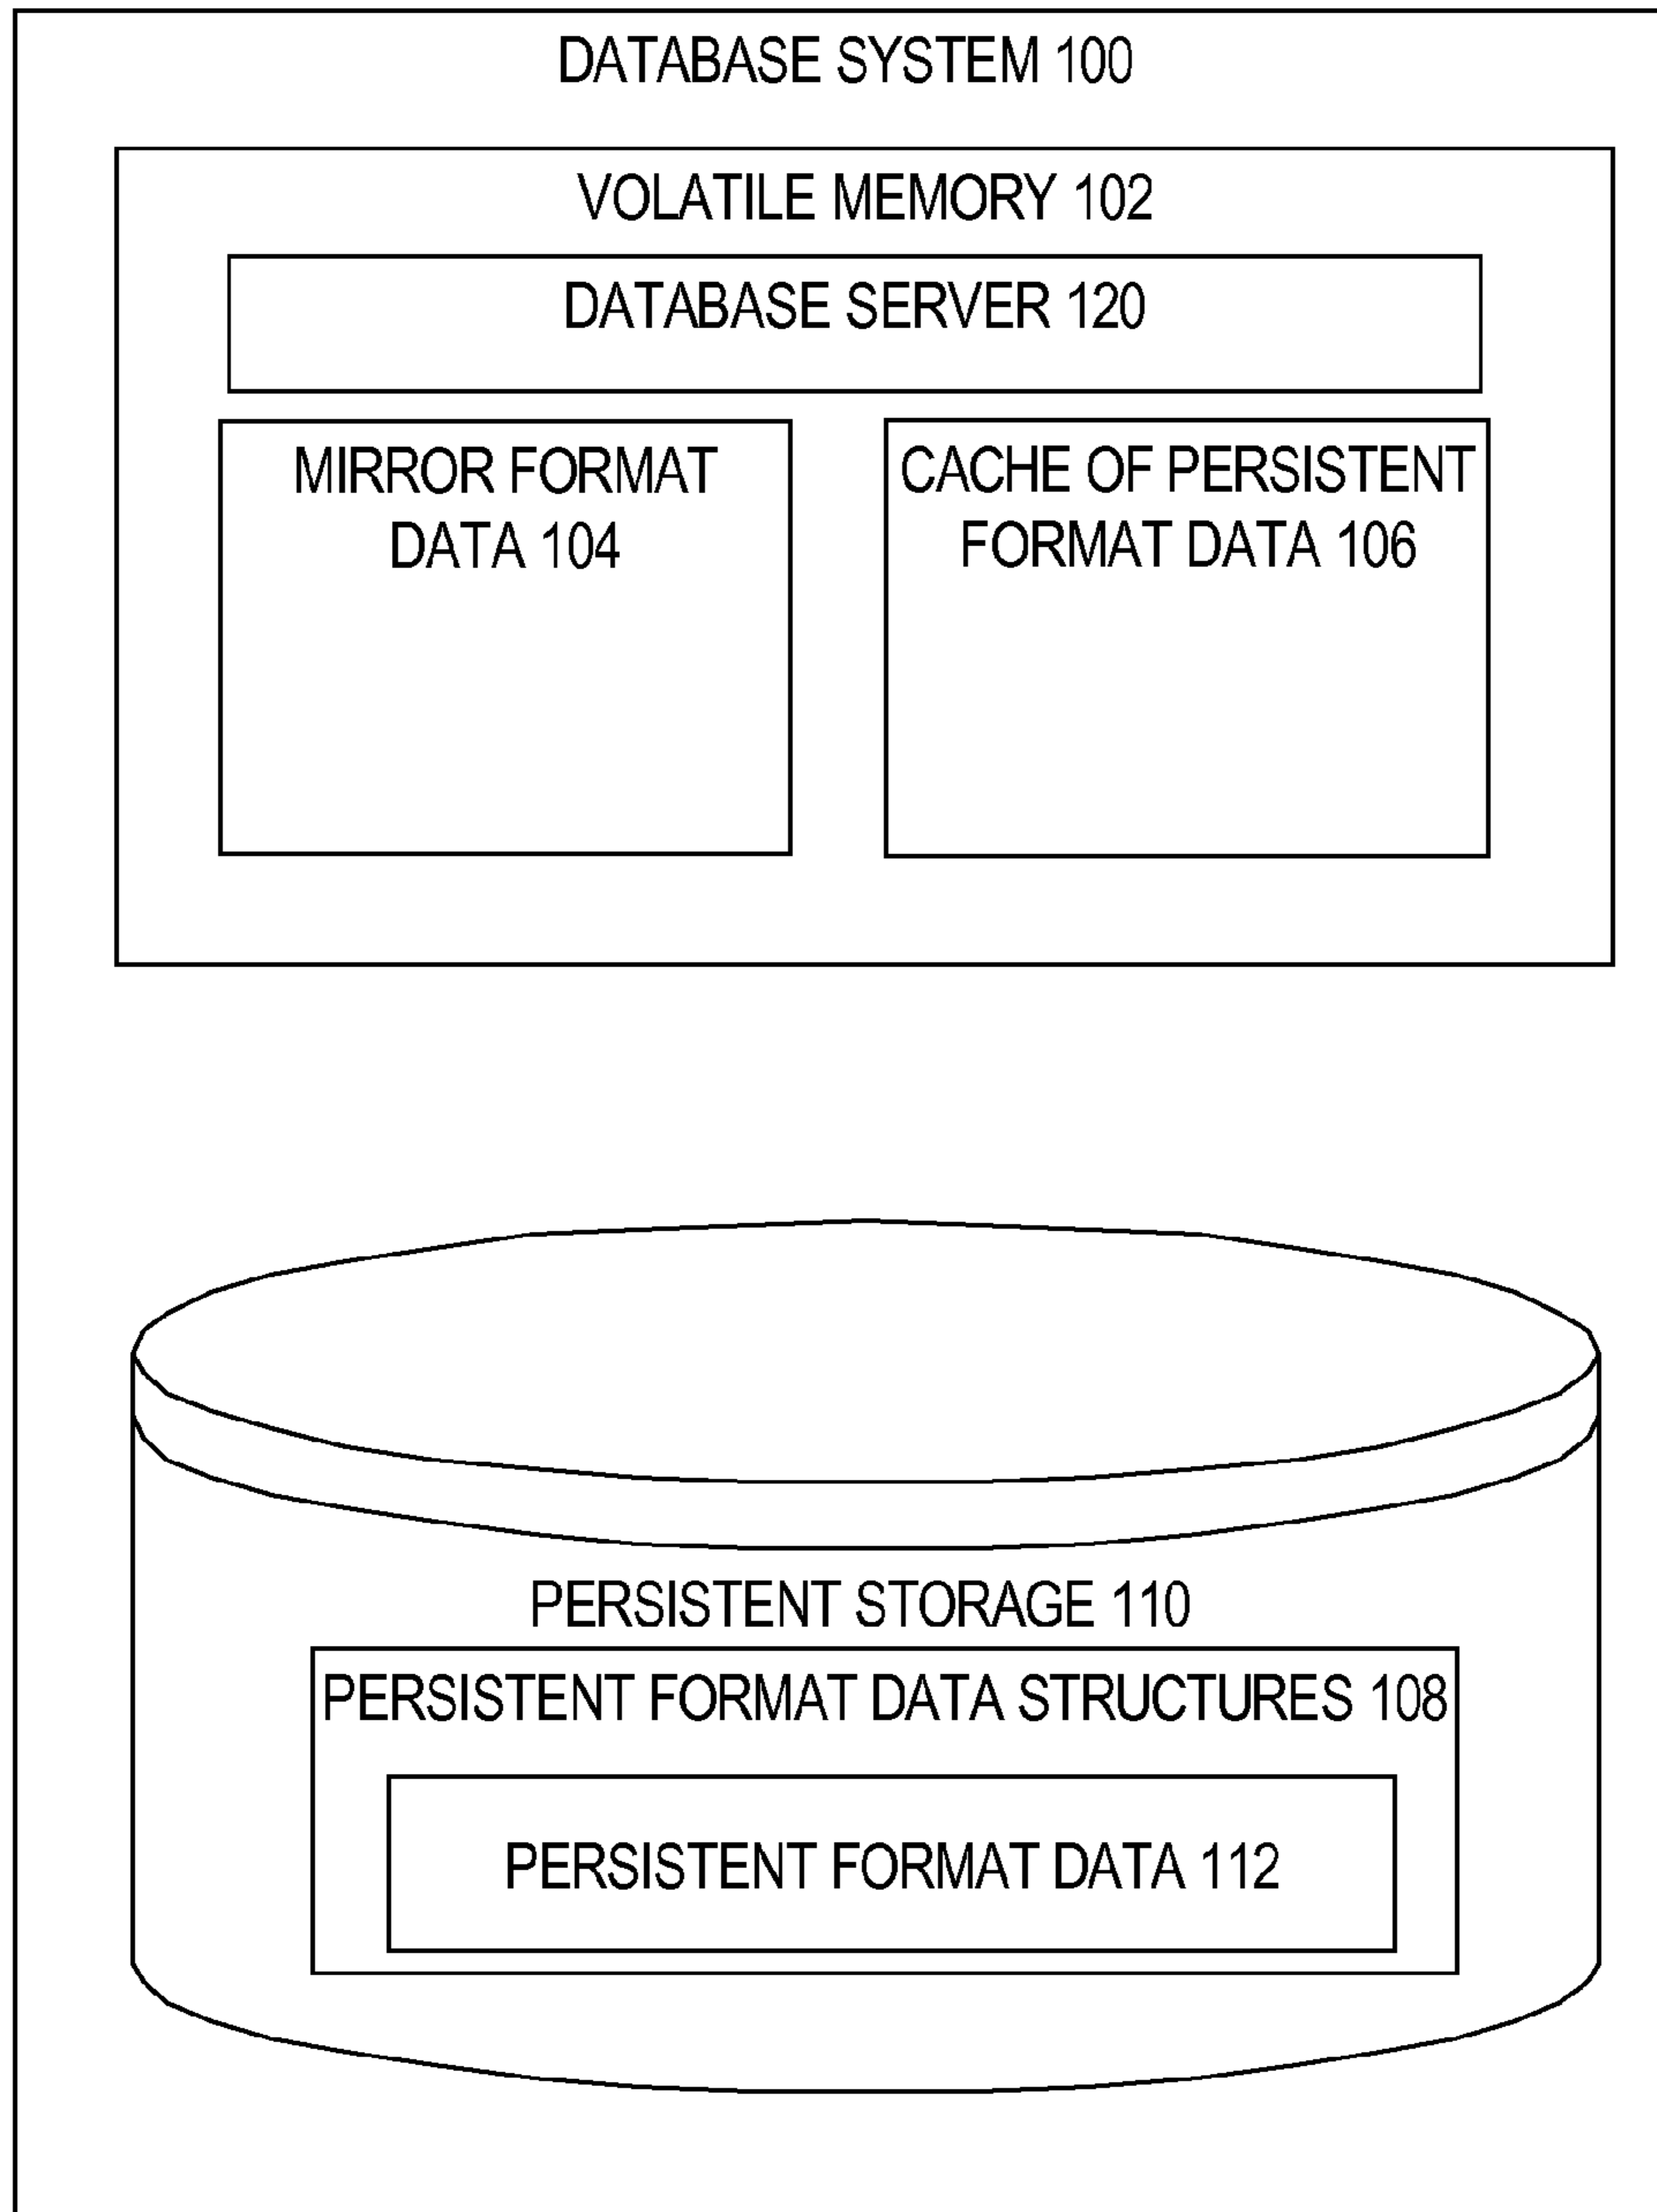 DATABASE SYSTEM 100
VOLATILE MEMORY 102
DATABASE SERVER 120
MIRROR FORMAT
DATA 104
CACHE OF PERSISTENT
FORMAT DATA 106
PERSISTENT STORAGE 110
PERSISTENT FORMAT DATA STRUCTURES 108
PERSISTENT FORMAT DATA 112